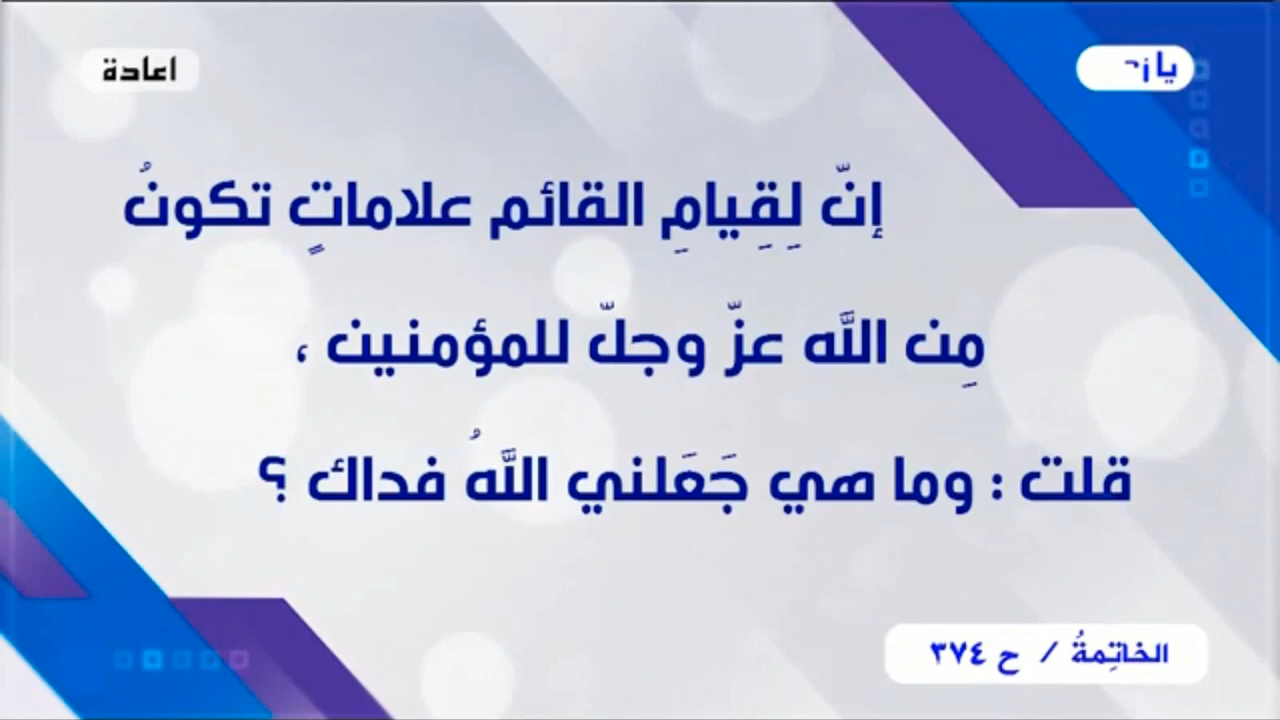 اعادة
إنّ لِقِيامِ القائم علاماتٍ تكونُ
مِن اللَّه عزّ وجلّ للمؤمنين ،
قلت : وما هي جَعَلني اللَّهُ فداك ؟
الخاتِمةُ / ح ٣٧٤